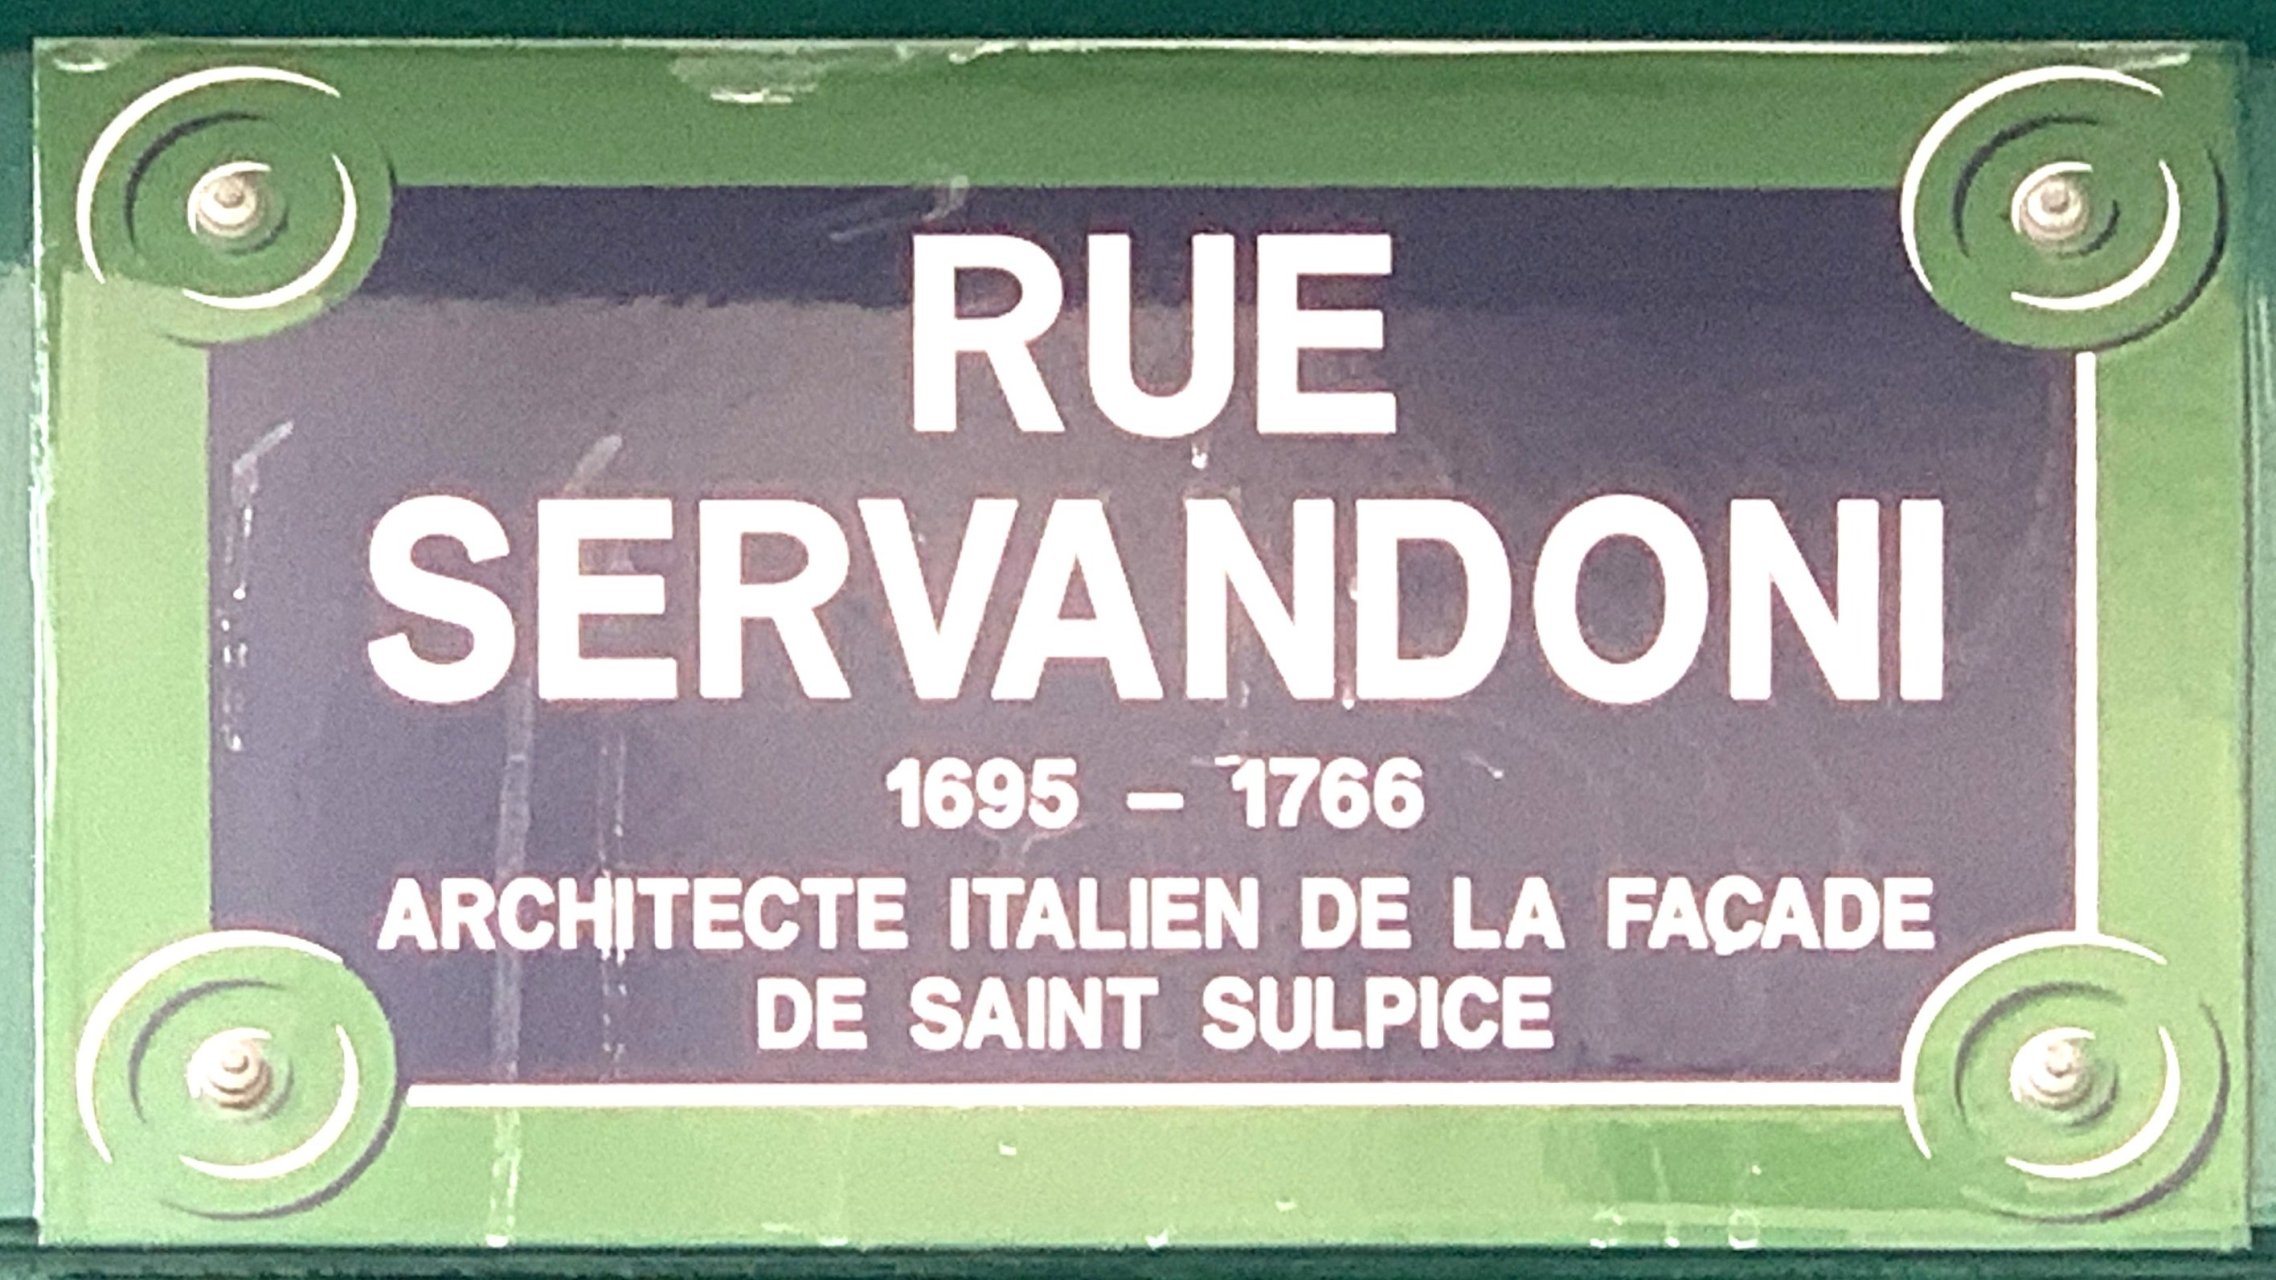 RUE
SERVANDONI
1695 – 1766
ARCHITECTE ITALIEN DE LA FAÇADE
DE SAINT SULPICE